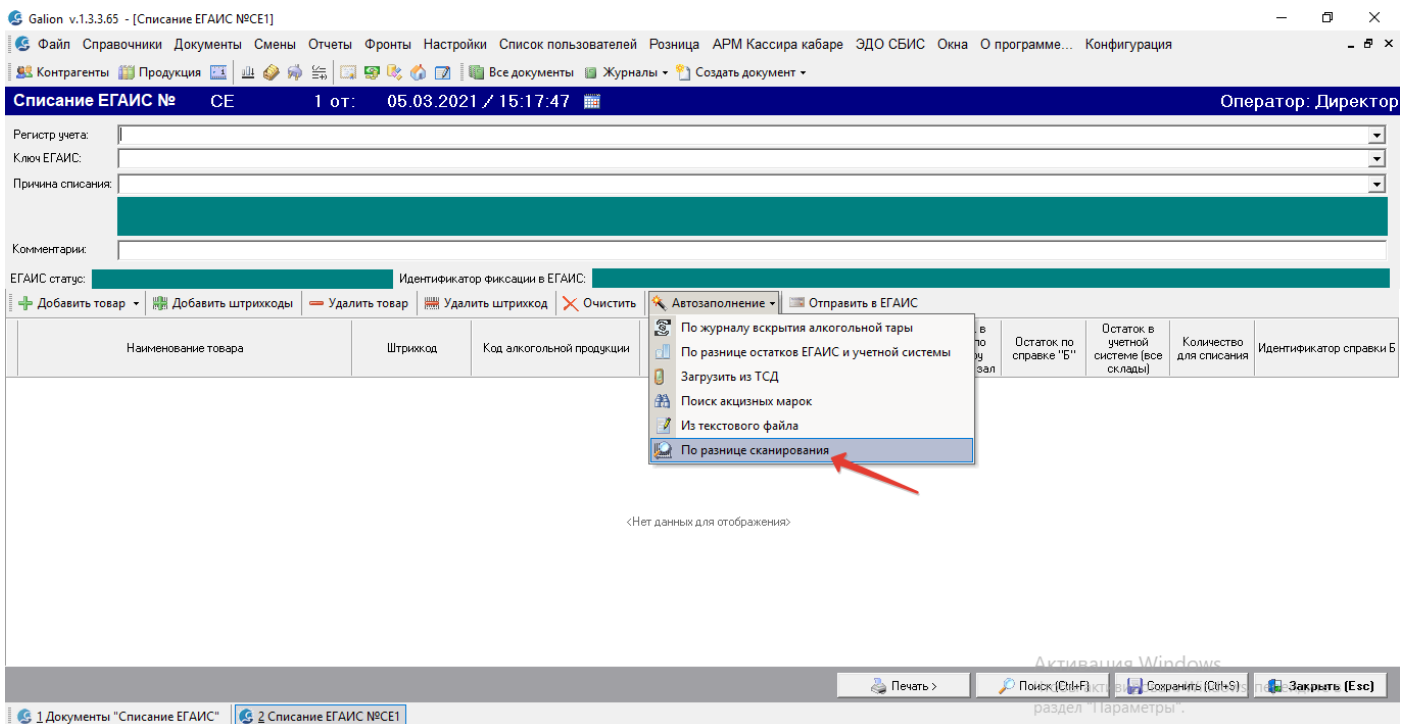 Galion v.1.3.3.65 - [Списание ЕГАИС №СЕ1]
Файл Справочники Документы Смены Отчеты Фронты Настройки Список пользователей Розница АРМ Кассира кабаре ЭДО СБИС Окна О программе... Конфигурация
Контрагенты Продукция Все документы Журналы Создать документ
Списание ЕГАИС № СЕ 1 от: 05.03.2021 / 15:17:47 Оператор: Директор
Регистр учета:
Ключ ЕГАИС:
Причина списания:
Комментарии:
ЕГАИС статус: Идентификатор фиксации в ЕГАИС:
Добавить товар Добавить штрихкоды Удалить товар Удалить штрихкод Очистить Автозаполнение Отправить в ЕГАИС
Наименование товара Штрихкод Код алкогольной продукции Остаток по справке "Б" Остаток в учетной системе (все склады) Количество для списания Идентификатор справки Б
По журналу вскрытия алкогольной тары
По разнице остатков ЕГАИС и учетной системы
Загрузить из ТСД
Поиск акцизных марок
Из текстового файла
По разнице сканирования
<Нет данных для отображения>
Активация Windows
Печать > Поиск (Ctrl+F) Сохранить (Ctrl+S) Закрыть (Esc)
раздел "Параметры".
1 Документы "Списание ЕГАИС" 2 Списание ЕГАИС №СЕ1